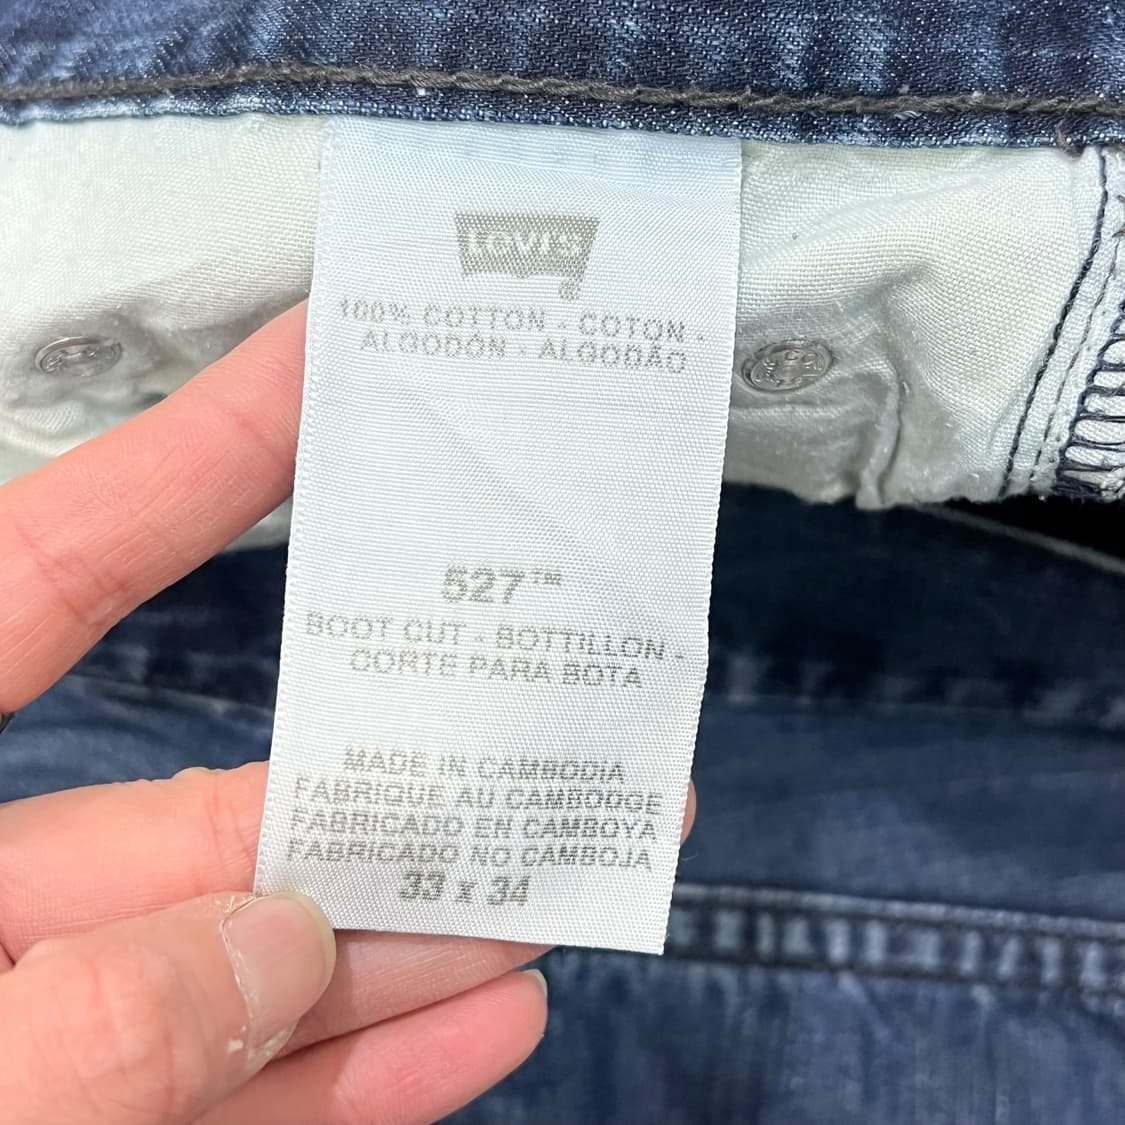 LEVI'S
®
100% COTTON - COTON -
ALGODÓN - ALGODÃO
527™
BOOT CUT - BOTTILLON -
CORTE PARA BOTA
MADE IN CAMBODIA
FABRIQUE AU CAMBODGE
FABRICADO EN CAMBOYA
FABRICADO NO CAMBOJA
33 x 34